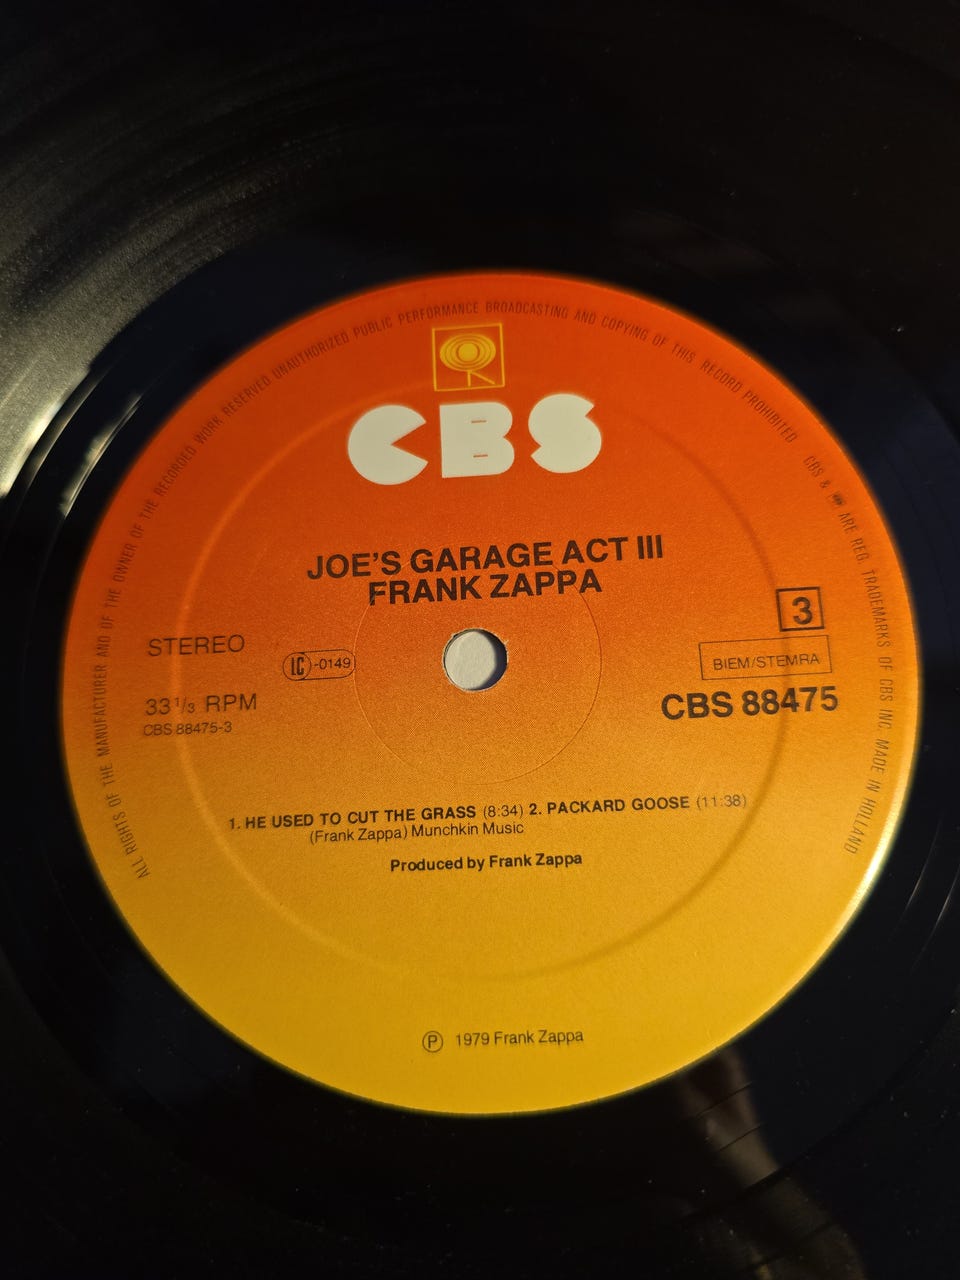 ALL RIGHTS OF THE MANUFACTURER AND OF THE OWNER OF THE RECORDED WORK RESERVED UNAUTHORIZED PUBLIC PERFORMANCE BROADCASTING AND COPYING OF THIS RECORD PROHIBITED
CBS & ARE REG. TRADEMARKS OF CBS INC MADE IN HOLLAND
CBS
JOE'S GARAGE ACT III
FRANK ZAPPA
3
STEREO
LC-0149
BIEM/STEMRA
33 1/3 RPM
CBS 88475
CBS 88475-3
1. HE USED TO CUT THE GRASS (8:34) 2. PACKARD GOOSE (11:38)
(Frank Zappa) Munchkin Music
Produced by Frank Zappa
Ⓟ 1979 Frank Zappa